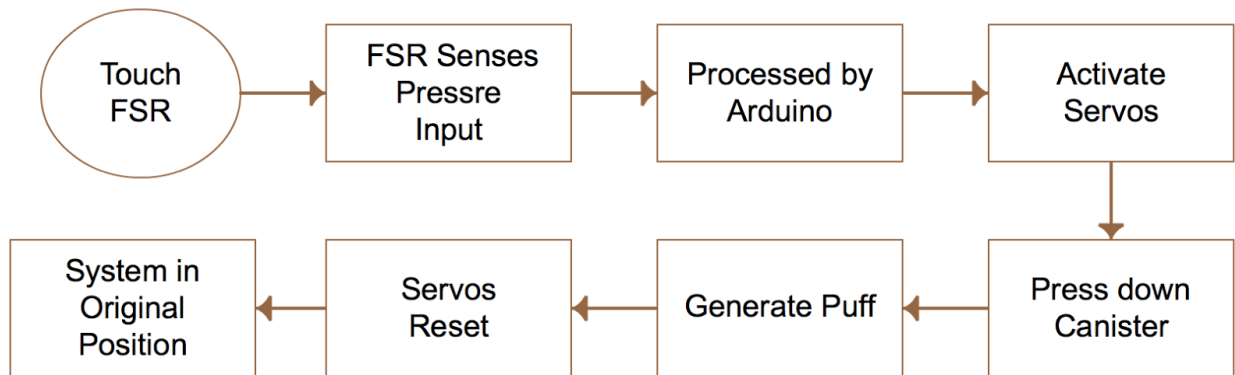 Touch
FSR
FSR Senses
Pressre
Input
Processed by
Arduino
Activate
Servos
Press down
Canister
Generate Puff
Servos
Reset
System in
Original
Position